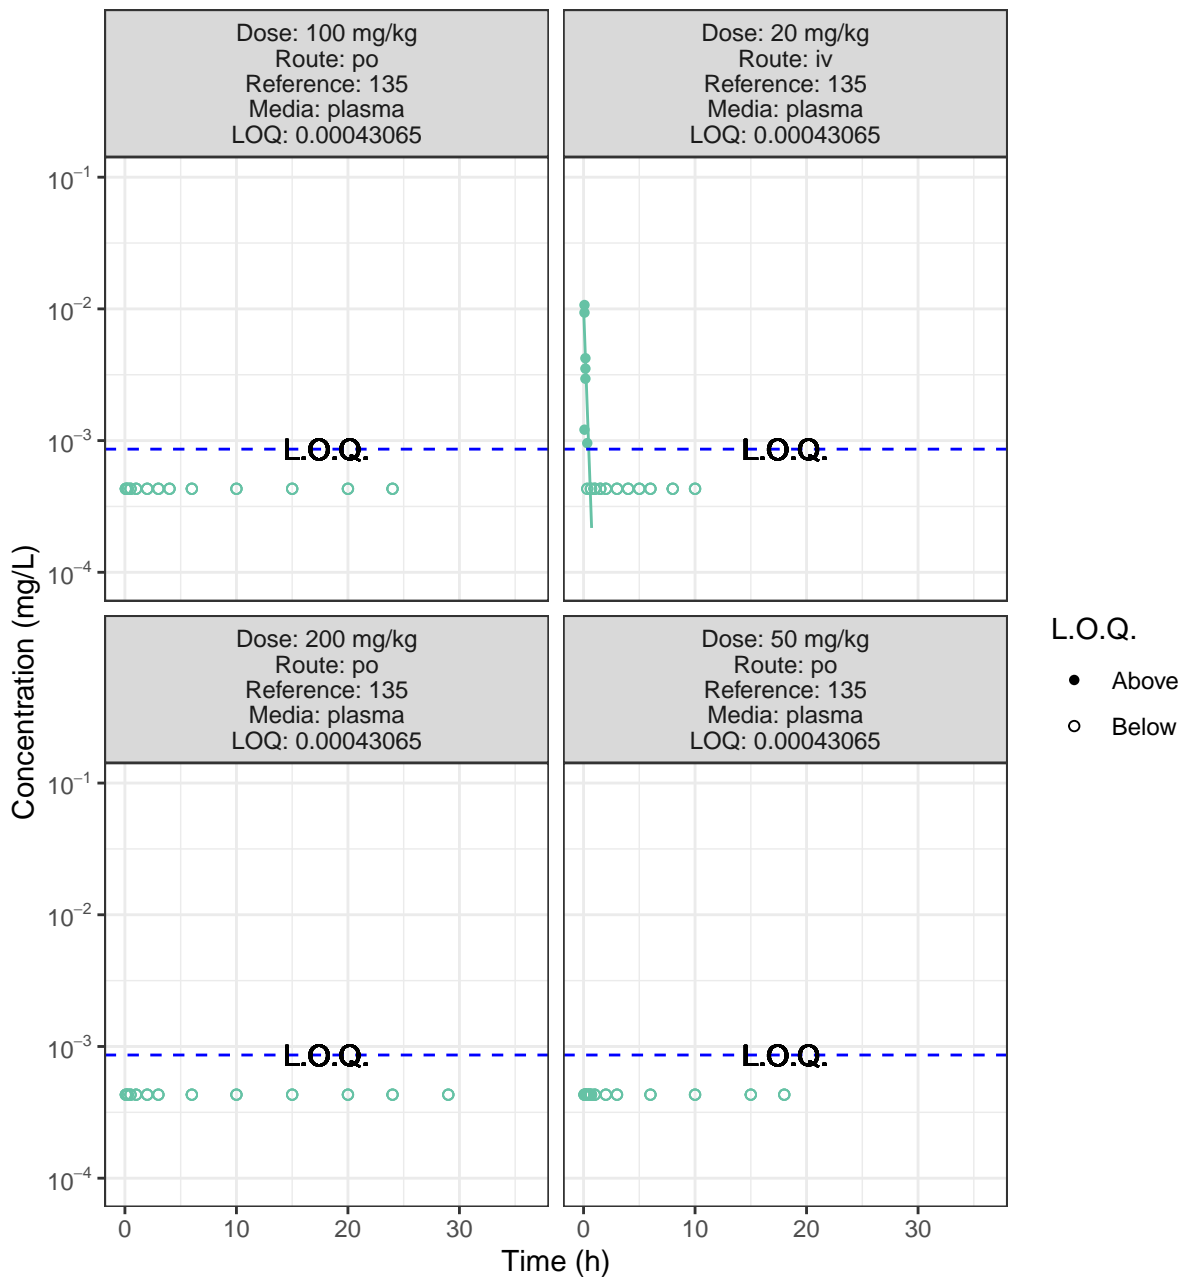 Dose: 100 mg/kg
Route: po
Reference: 135
Media: plasma
LOQ: 0.00043065
Dose: 20 mg/kg
Route: iv
Reference: 135
Media: plasma
LOQ: 0.00043065
10⁻¹
10⁻²
10⁻³
10⁻⁴
L.O.Q.
L.O.Q.
Dose: 200 mg/kg
Route: po
Reference: 135
Media: plasma
LOQ: 0.00043065
Dose: 50 mg/kg
Route: po
Reference: 135
Media: plasma
LOQ: 0.00043065
10⁻¹
10⁻²
10⁻³
10⁻⁴
L.O.Q.
L.O.Q.
0 10 20 30
0 10 20 30
Time (h)
Concentration (mg/L)
L.O.Q.
Above
Below